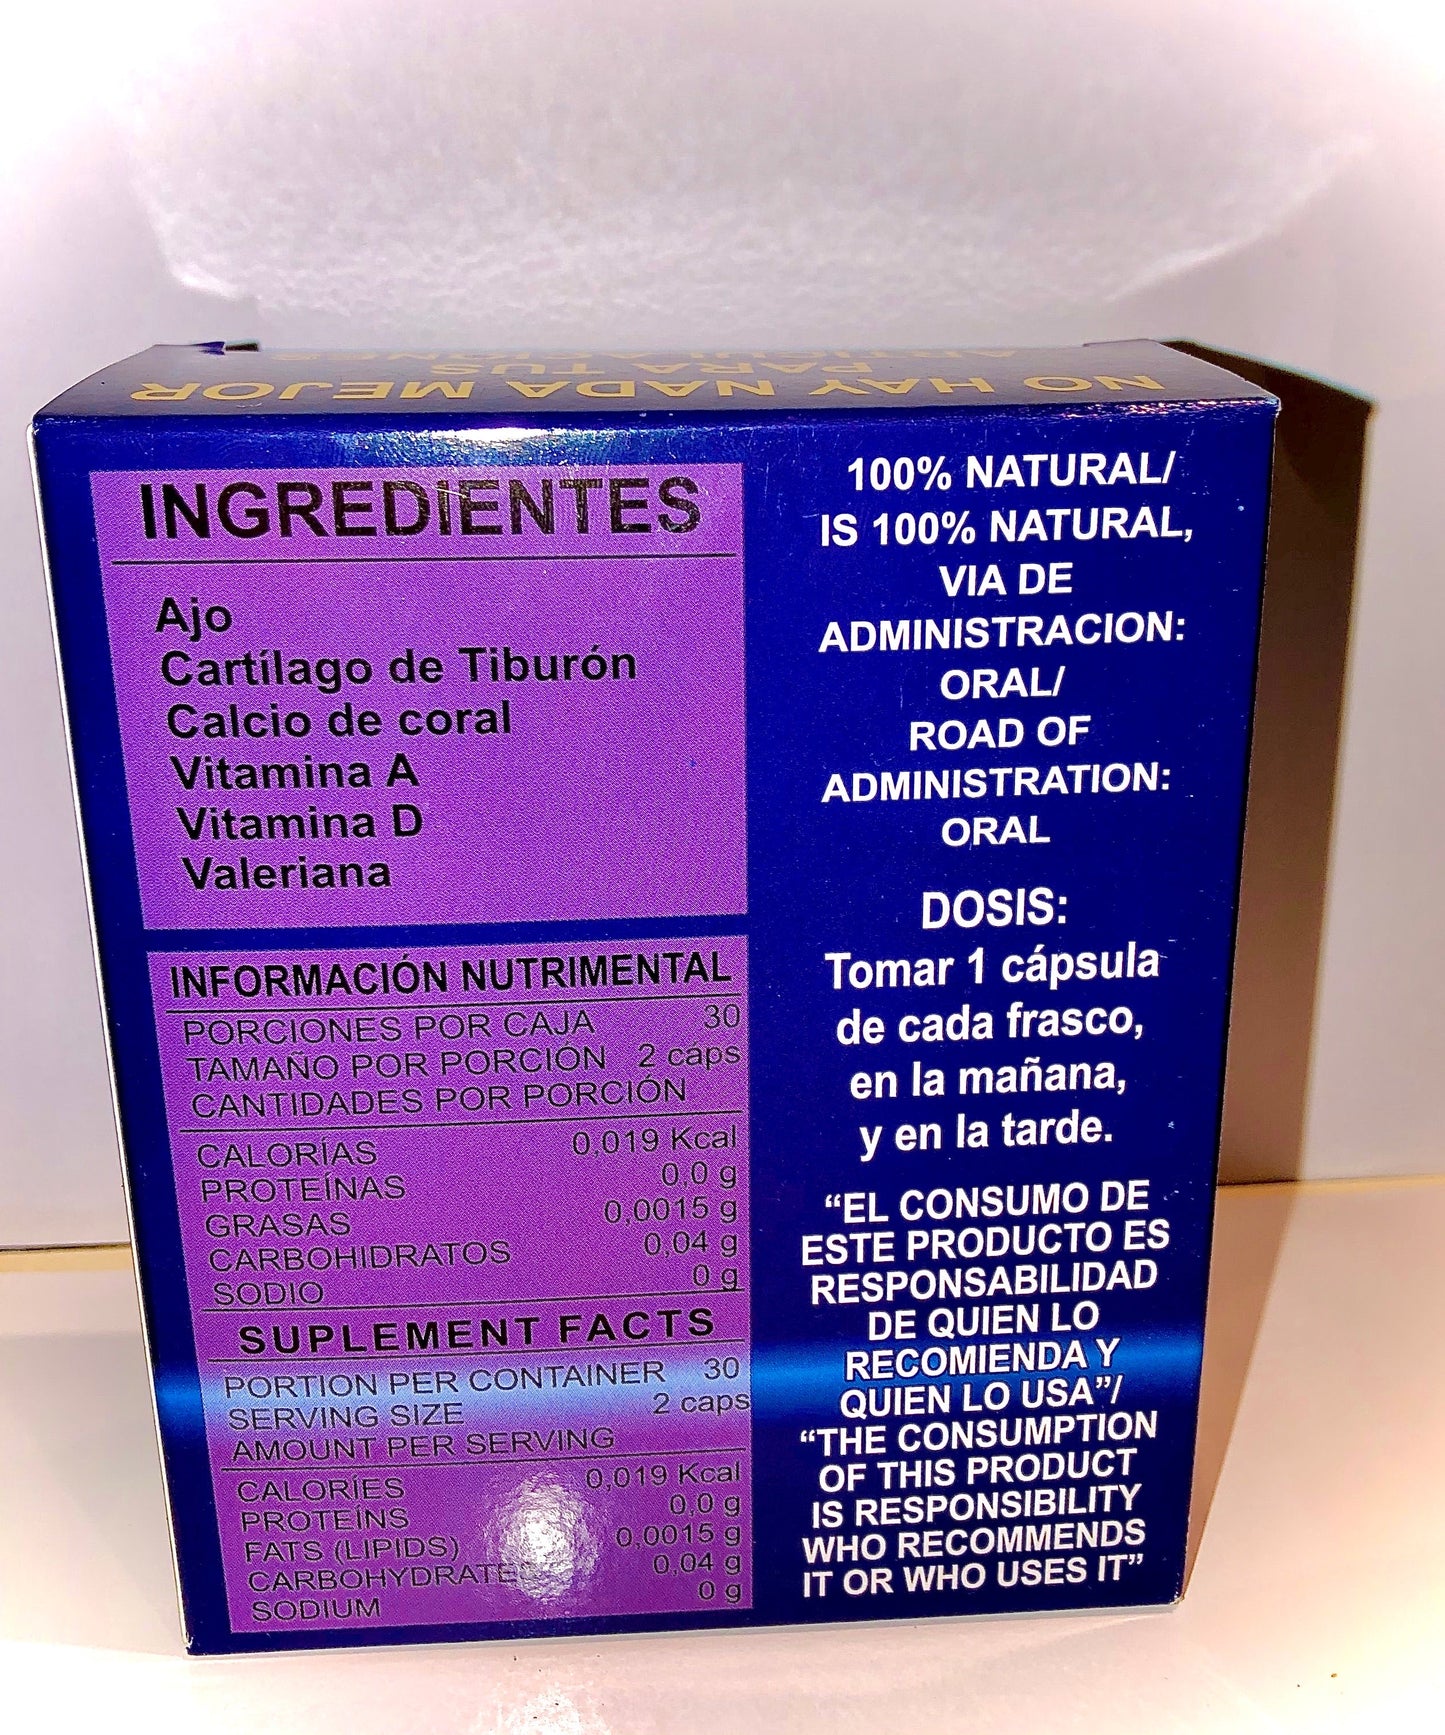 NO HAY NADA MEJOR
PARA TUS
ARTICULACIONES
INGREDIENTES
Ajo
Cartílago de Tiburón
Calcio de coral
Vitamina A
Vitamina D
Valeriana
INFORMACIÓN NUTRIMENTAL
PORCIONES POR CAJA 30
TAMAÑO POR PORCIÓN 2 cáps
CANTIDADES POR PORCIÓN
CALORÍAS 0,019 Kcal
PROTEÍNAS 0,0 g
GRASAS 0,0015 g
CARBOHIDRATOS 0,04 g
SODIO 0 g
SUPLEMENT FACTS
PORTION PER CONTAINER 30
SERVING SIZE 2 caps
AMOUNT PER SERVING
CALORÍES 0,019 Kcal
PROTEÍNS 0,0 g
FATS (LIPIDS) 0,0015 g
CARBOHYDRATES 0,04 g
SODIUM 0 g
100% NATURAL/
IS 100% NATURAL,
VIA DE
ADMINISTRACION:
ORAL/
ROAD OF
ADMINISTRATION:
ORAL
DOSIS:
Tomar 1 cápsula
de cada frasco,
en la mañana,
y en la tarde.
“EL CONSUMO DE
ESTE PRODUCTO ES
RESPONSABILIDAD
DE QUIEN LO
RECOMIENDA Y
QUIEN LO USA”/
“THE CONSUMPTION
OF THIS PRODUCT
IS RESPONSIBILITY
WHO RECOMMENDS
IT OR WHO USES IT”